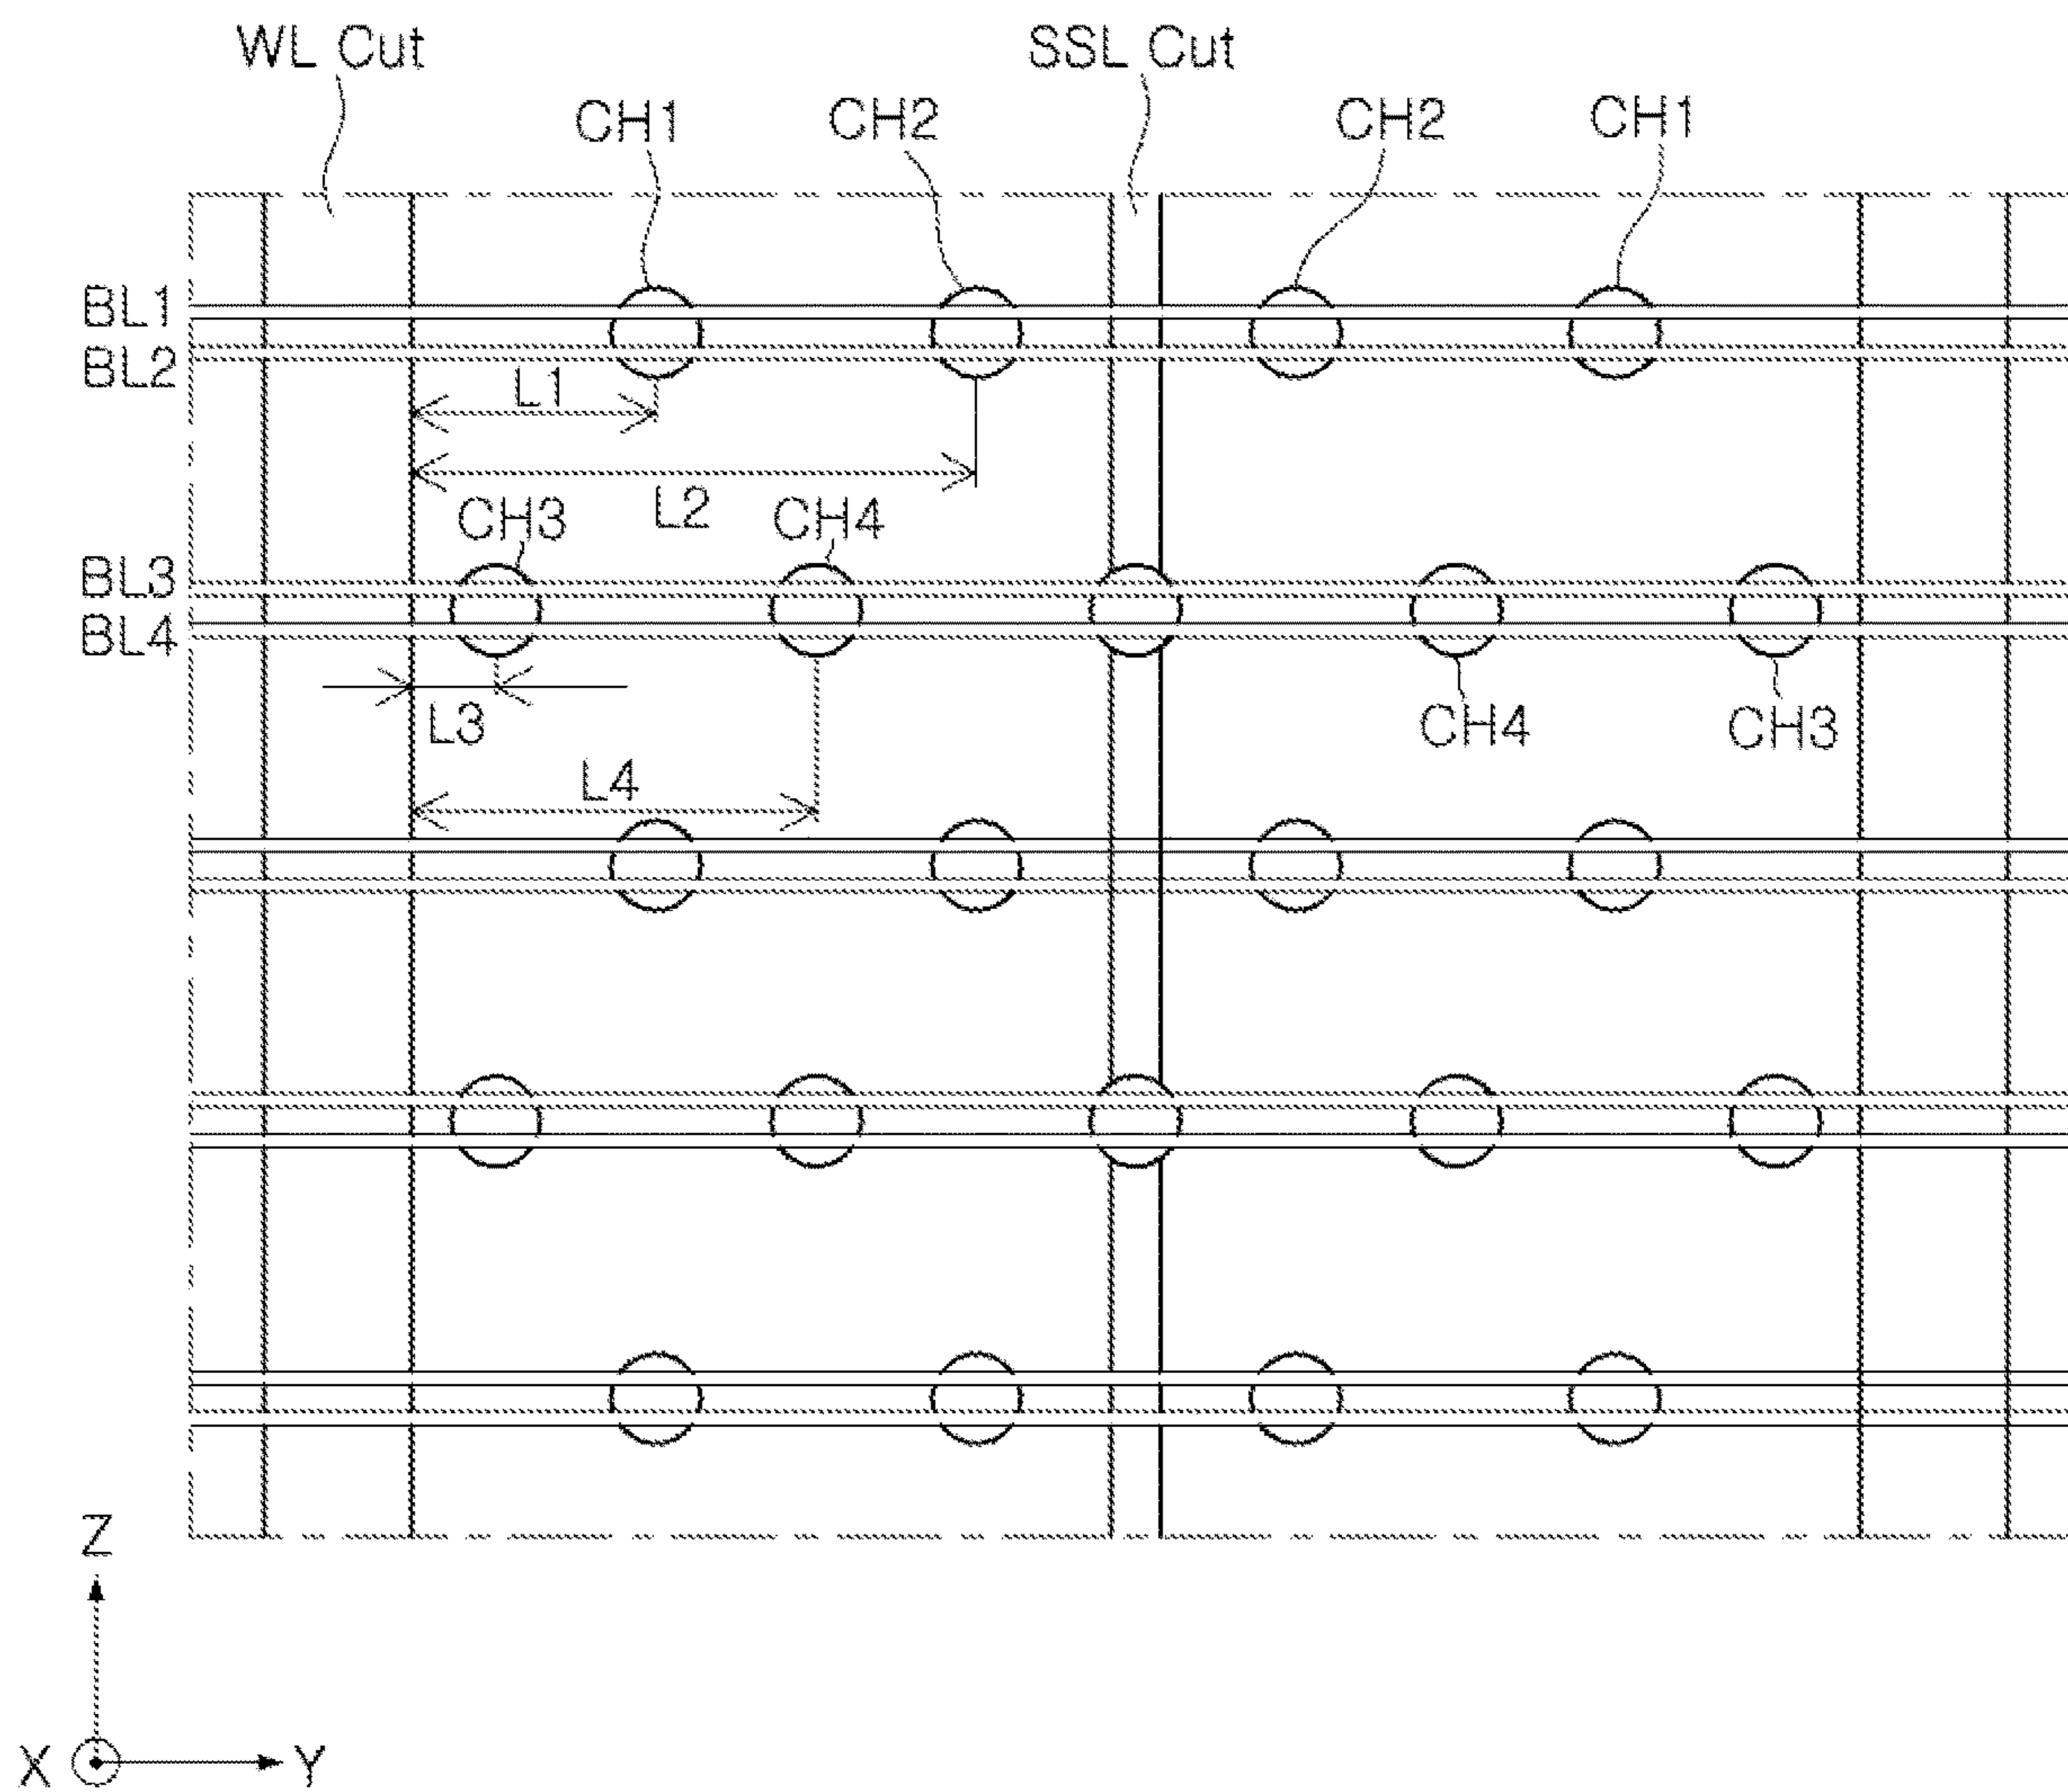 WL Cut
SSL Cut
CH1
CH2
CH2
CH1
BL1
BL2
L1
L2
CH3
CH4
BL3
BL4
L3
CH4
CH3
L4
Z
X
Y